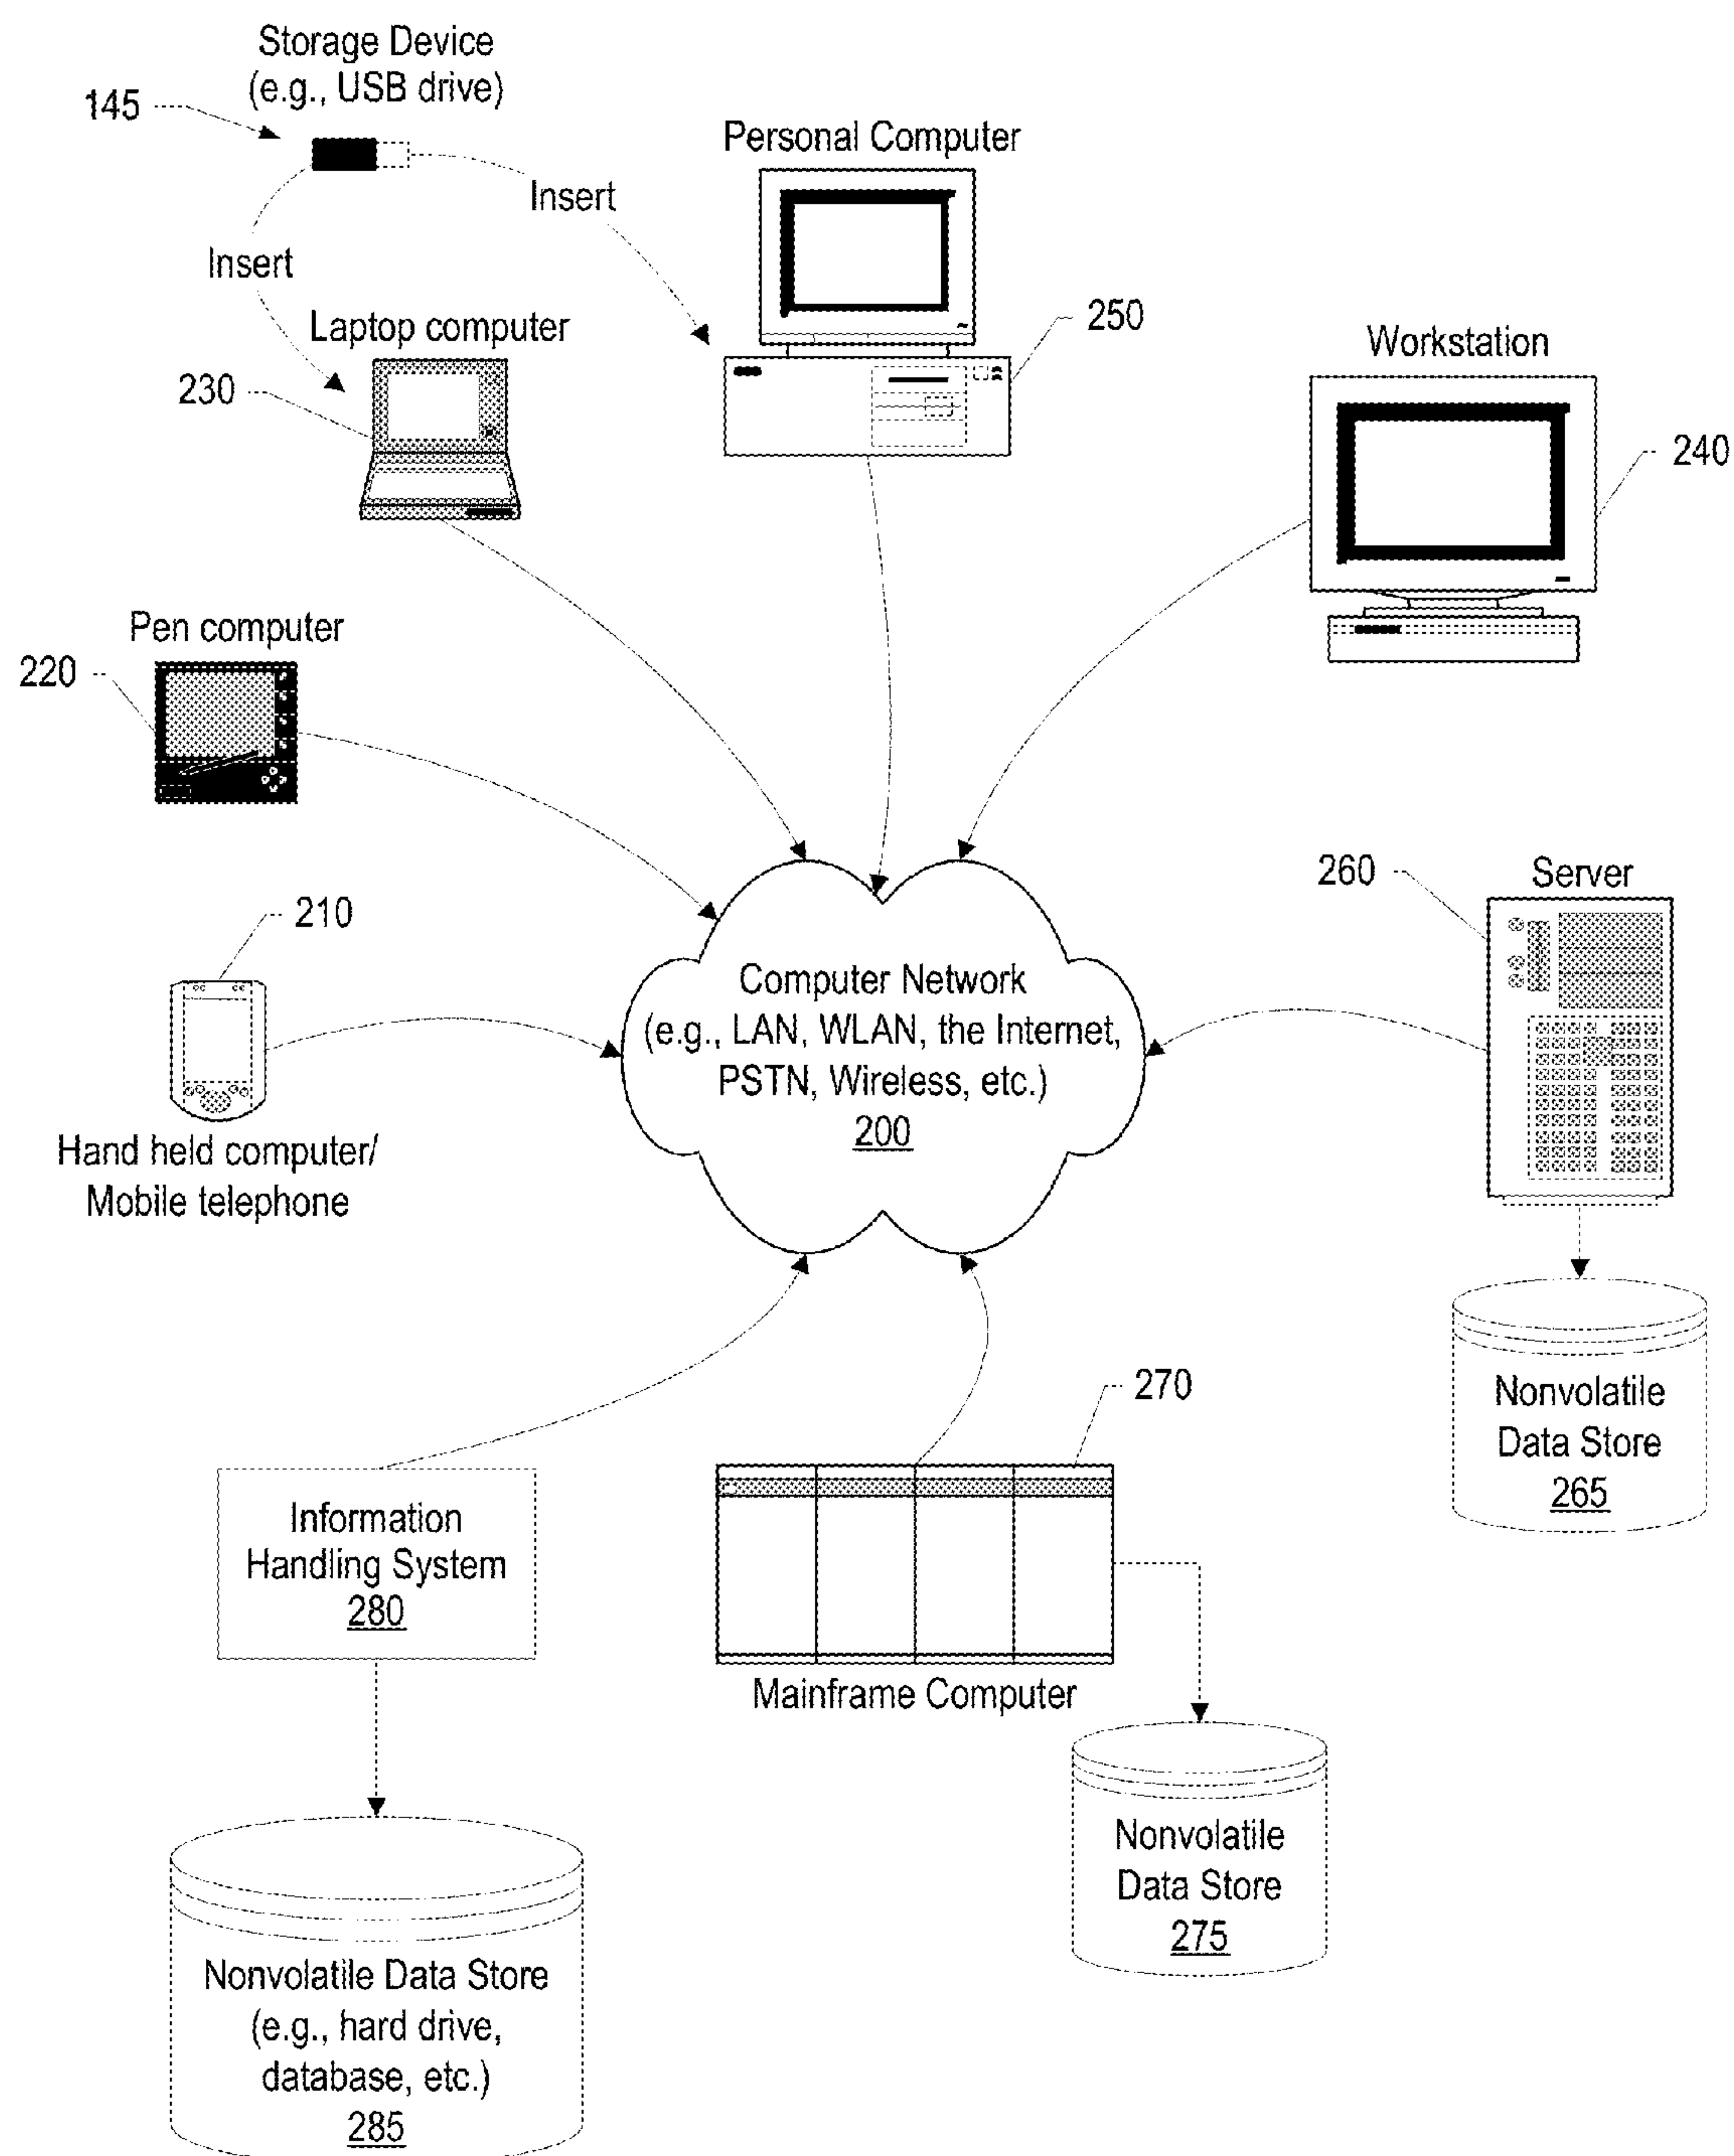 Storage Device
(e.g., USB drive)
145
Insert
Insert
Personal Computer
250
Laptop computer
230
Workstation
240
Pen computer
220
210
Hand held computer/
Mobile telephone
Computer Network
(e.g., LAN, WLAN, the Internet,
PSTN, Wireless, etc.)
200
260
Server
Nonvolatile
Data Store
265
270
Mainframe Computer
Information
Handling System
280
Nonvolatile
Data Store
275
Nonvolatile Data Store
(e.g., hard drive,
database, etc.)
285